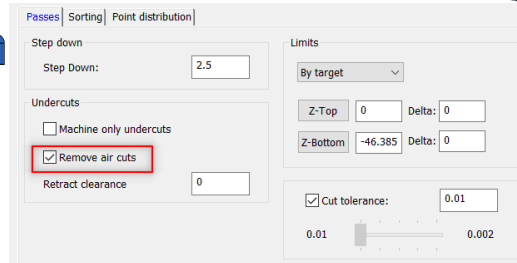 Passes Sorting Point distribution
Step down
Step Down: 2.5
Undercuts
Machine only undercuts
Remove air cuts
Retract clearance 0
Limits
By target
Z-Top 0 Delta: 0
Z-Bottom -46.385 Delta: 0
Cut tolerance: 0.01
0.01 0.002